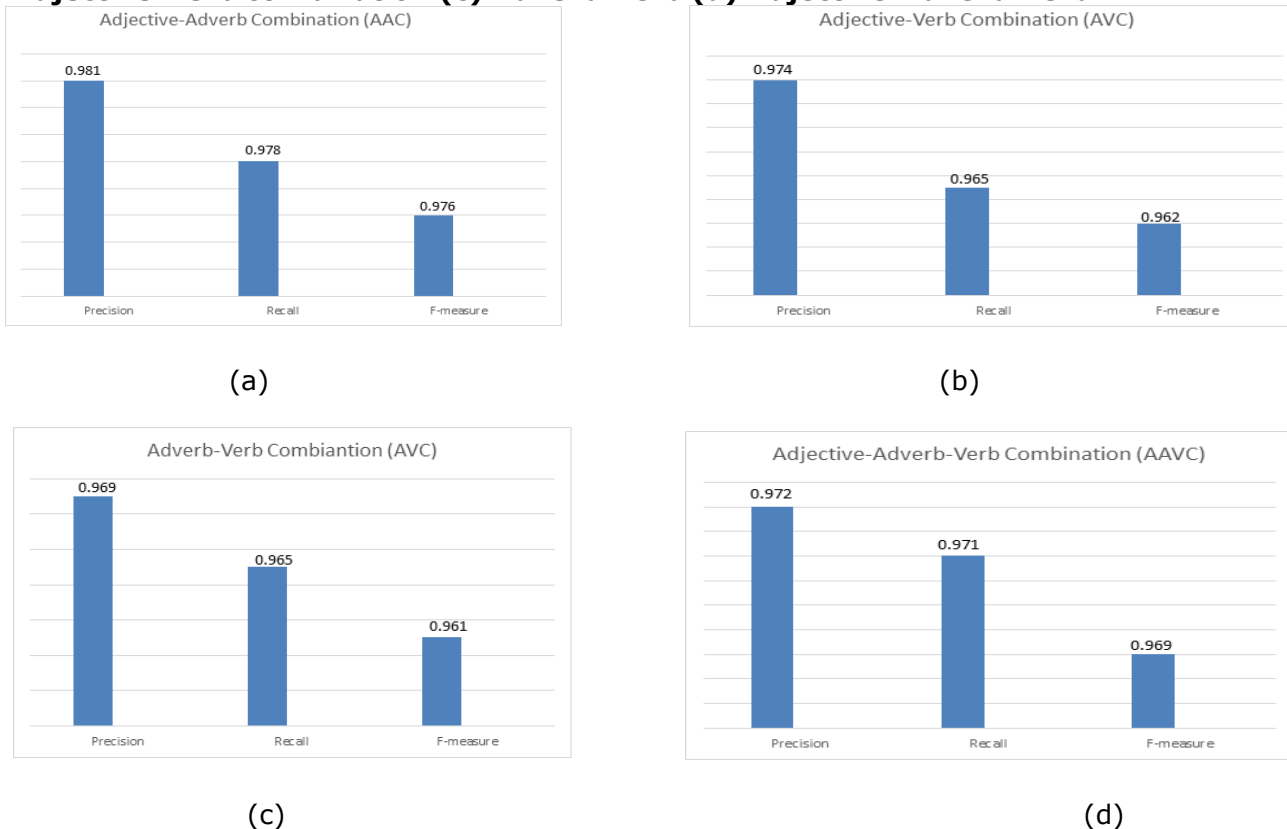 Adjective-Adverb Combination (AAC)
0.981
0.978
0.976
Precision Recall F-measure
(a)
Adjective-Verb Combination (AVC)
0.974
0.965
0.962
Precision Recall F-measure
(b)
Adverb-Verb Combiantion (AVC)
0.969
0.965
0.961
Precision Recall F-measure
(c)
Adjective-Adverb-Verb Combination (AAVC)
0.972
0.971
0.969
Precision Recall F-measure
(d)